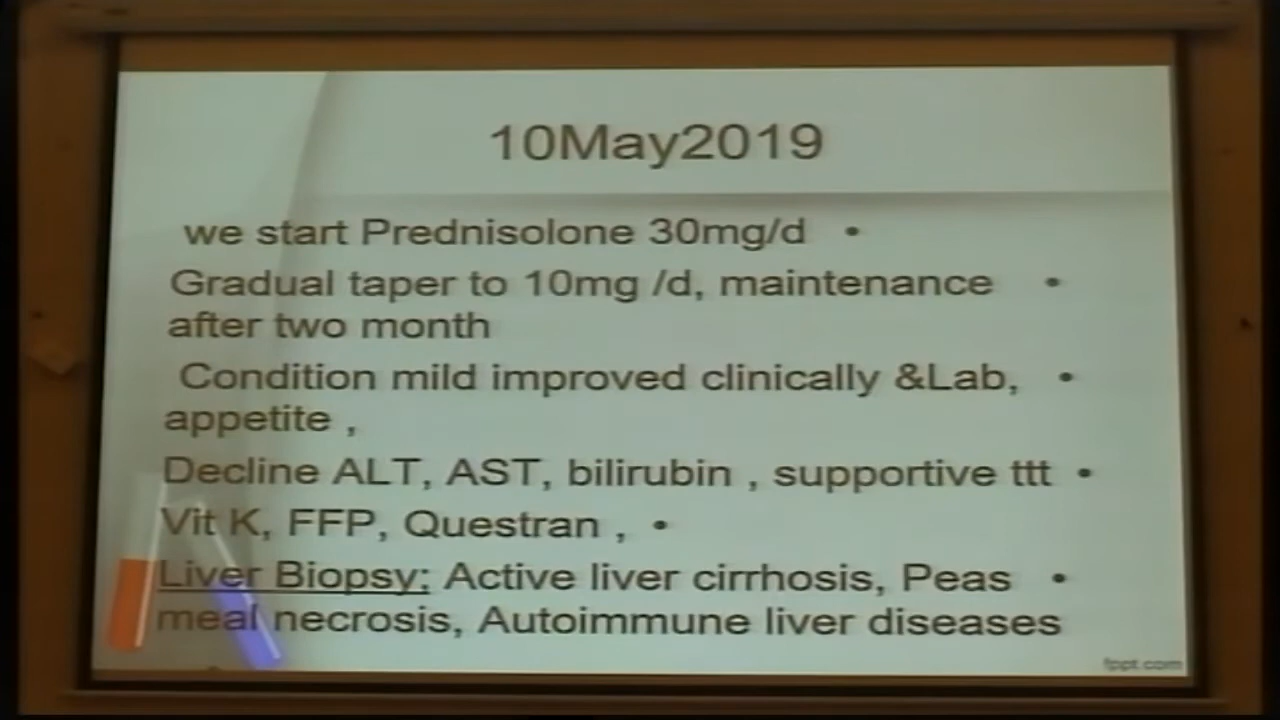 10May2019
we start Prednisolone 30mg/d •
Gradual taper to 10mg /d, maintenance •
after two month
Condition mild improved clinically &Lab, •
appetite ,
Decline ALT, AST, bilirubin , supportive ttt •
Vit K, FFP, Questran , •
Liver Biopsy: Active liver cirrhosis, Peas •
meal necrosis, Autoimmune liver diseases
fppt.com